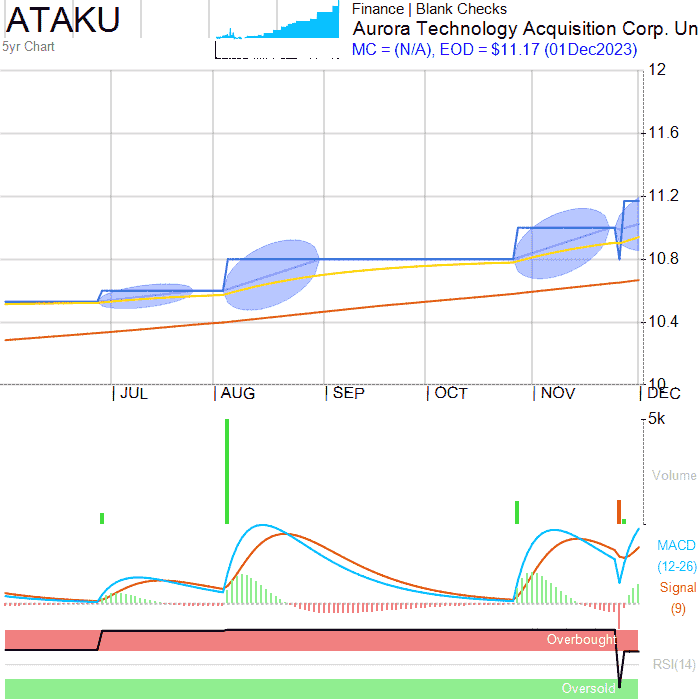 ATAKU
5yr Chart
Finance | Blank Checks
Aurora Technology Acquisition Corp. Un
MC = (N/A), EOD = $11.17 (01Dec2023)
12
11.6
11.2
10.8
10.4
10
JUL AUG SEP OCT NOV DEC
5k
Volume
MACD
(12-26)
Signal
(9)
Overbought
RSI(14)
Oversold